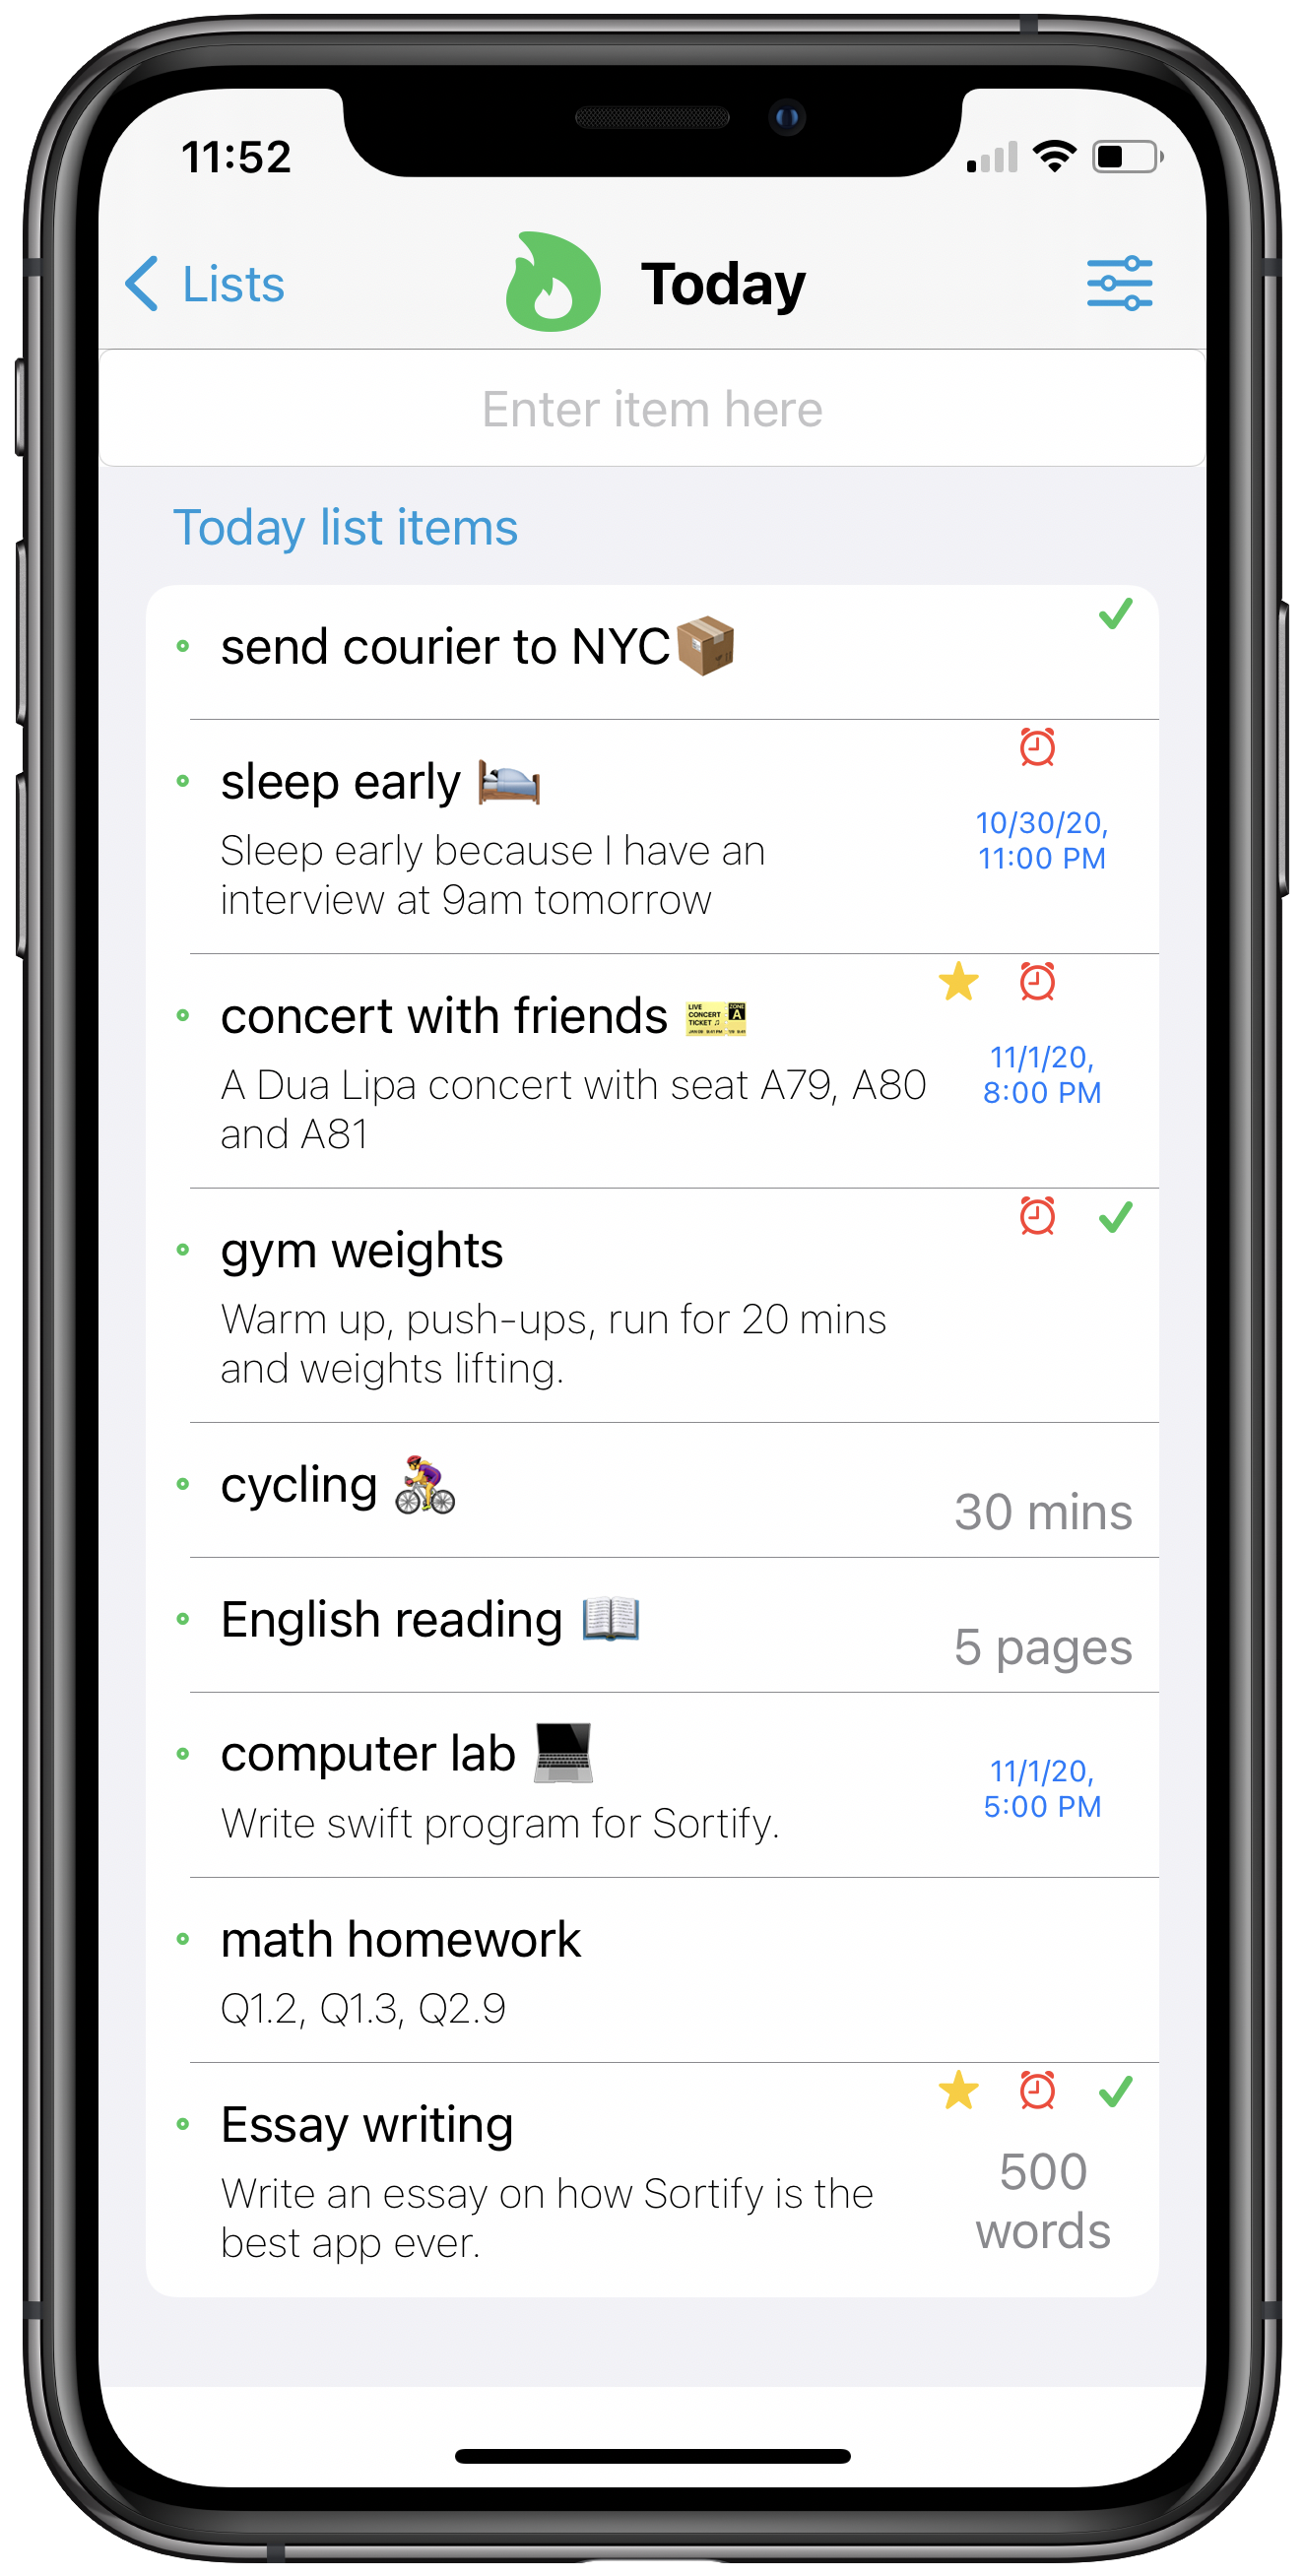 11:52
Lists
Today
Enter item here
Today list items
send courier to NYC
sleep early
Sleep early because I have an
interview at 9am tomorrow
10/30/20,
11:00 PM
concert with friends
LIVE
CONCERT
TICKET
ZONE
A
A Dua Lipa concert with seat A79, A80
and A81
11/1/20,
8:00 PM
gym weights
Warm up, push-ups, run for 20 mins
and weights lifting.
cycling
30 mins
English reading
5 pages
computer lab
Write swift program for Sortify.
11/1/20,
5:00 PM
math homework
Q1.2, Q1.3, Q2.9
Essay writing
Write an essay on how Sortify is the
best app ever.
500
words